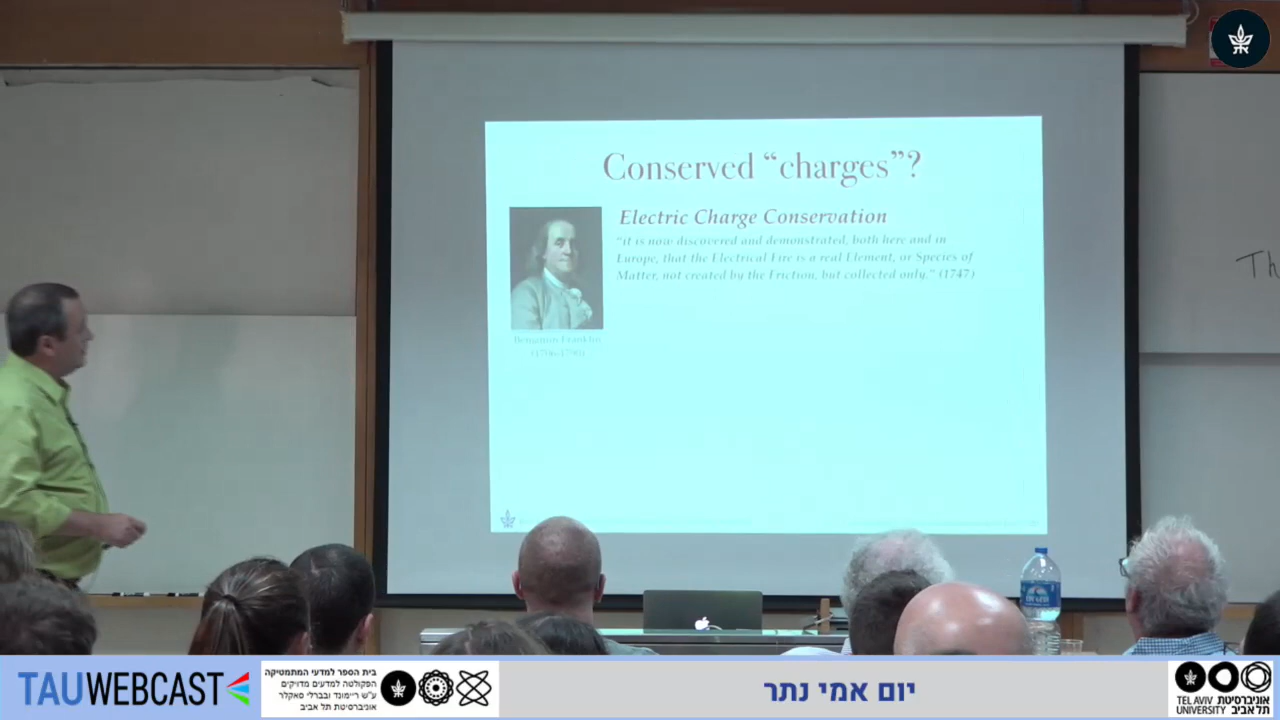 Conserved “charges”?
Electric Charge Conservation
“it is now discovered and demonstrated, both here and in
Europe, that the Electrical Fire is a real Element, or Species of
Matter, not created by the Friction, but collected only.” (1747)
Benjamin Franklin
(1706-1790)
Th
TAUWEBCAST
בית הספר למדעי המתמטיקה
הפקולטה למדעים מדויקים
ע"ש ריימונד ובברלי סאקלר
אוניברסיטת תל אביב
יום אמי נתר
TEL AVIV
UNIVERSITY
אוניברסיטת
תל אביב